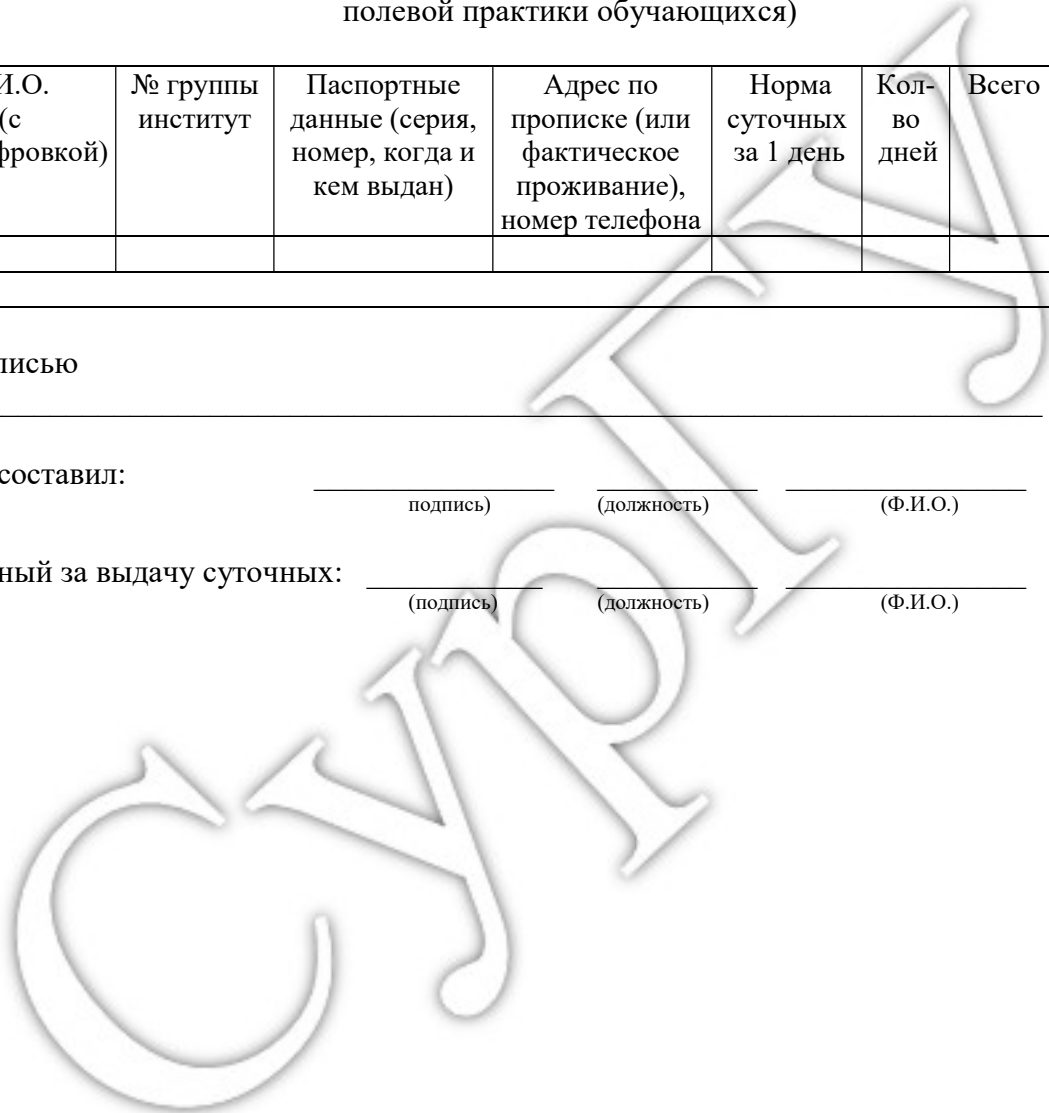 полевой практики обучающихся)
И.О. № группы Паспортные Адрес по Норма Кол- Всего
(с институт данные (серия, прописке (или суточных во
фровкой) номер, когда и фактическое за 1 день дней
кем выдан) проживание),
номер телефона
писью
составил:
подпись) (должность) (Ф.И.О.)
ный за выдачу суточных:
(подпись) (должность) (Ф.И.О.)
СурГУ